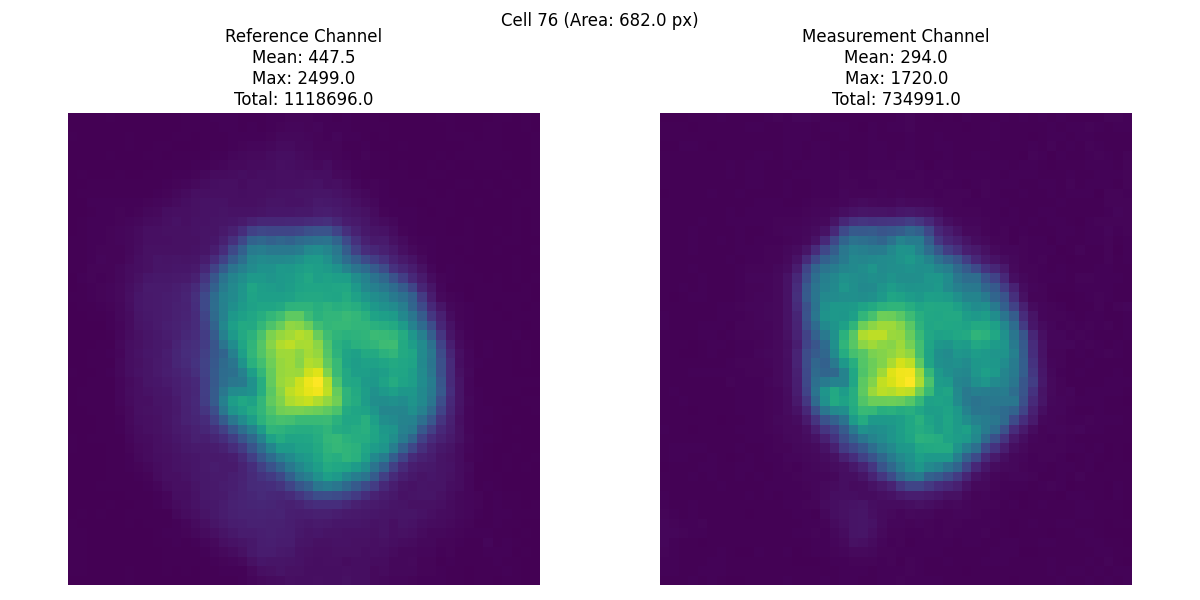 Cell 76 (Area: 682.0 px)
Reference Channel
Mean: 447.5
Max: 2499.0
Total: 1118696.0
Measurement Channel
Mean: 294.0
Max: 1720.0
Total: 734991.0